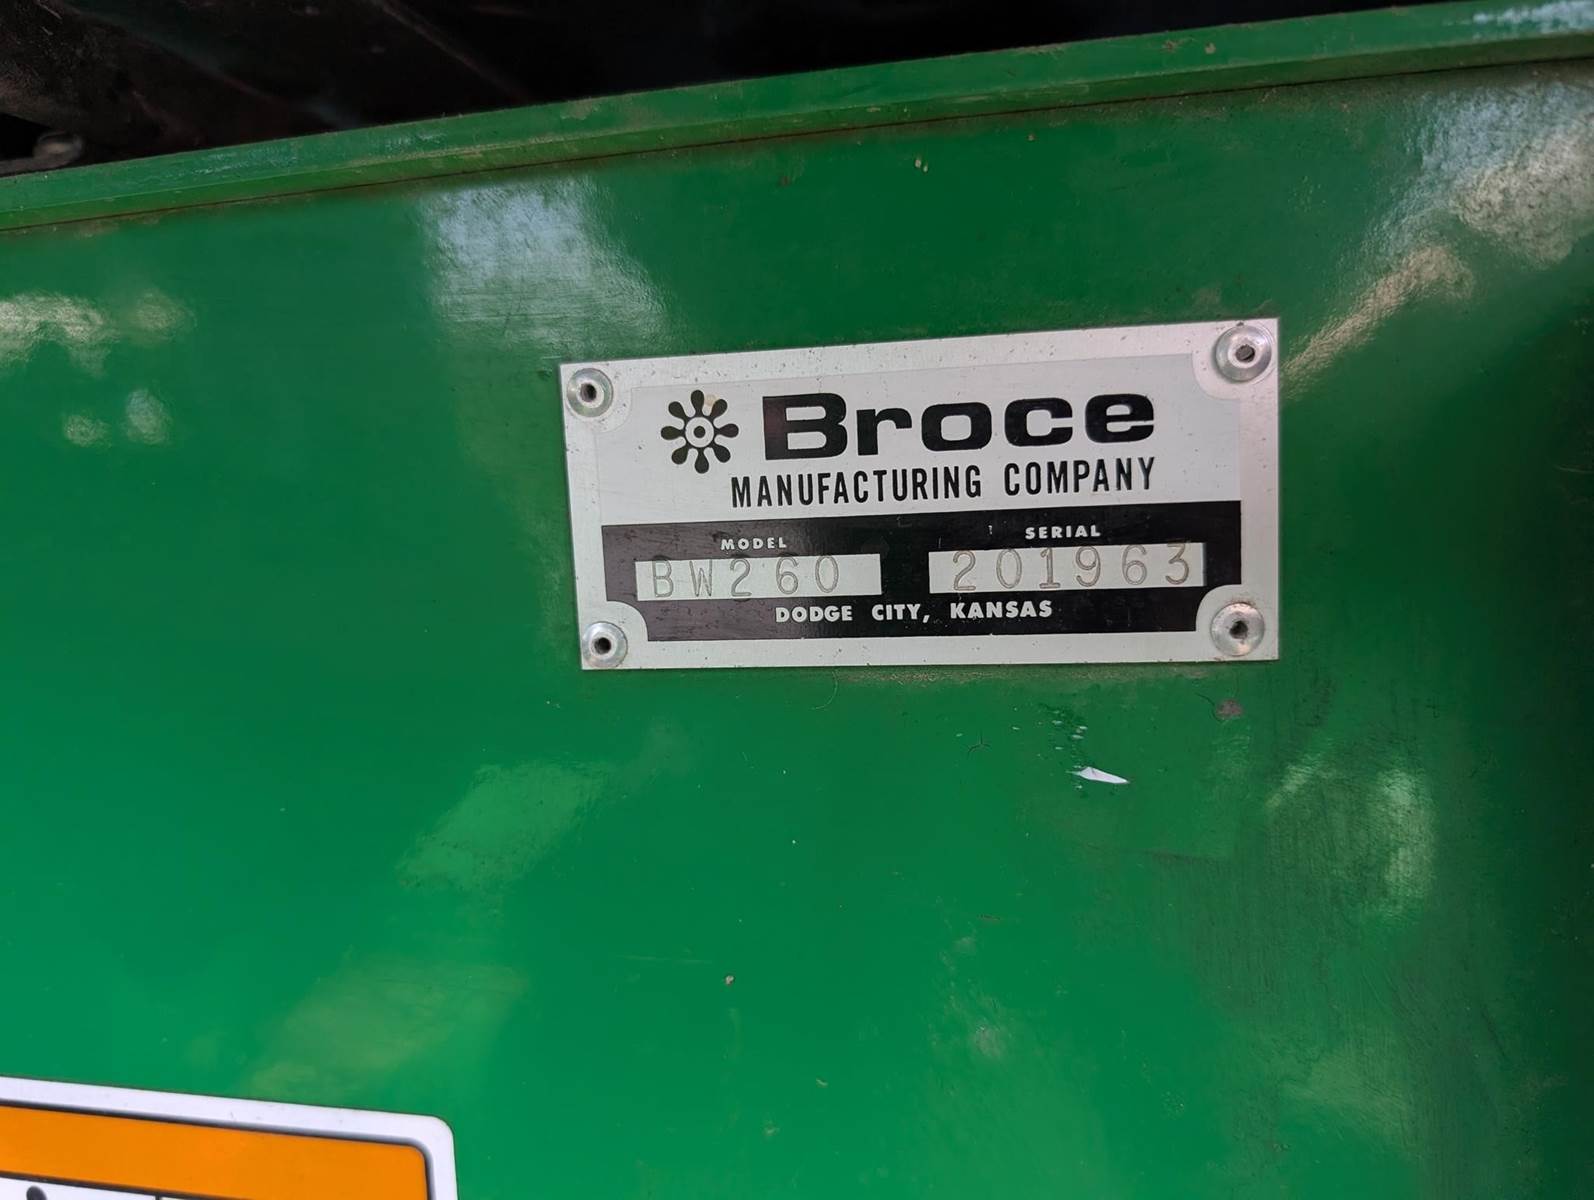 Broce
MANUFACTURING COMPANY
MODEL SERIAL
BW260 201963
DODGE CITY, KANSAS